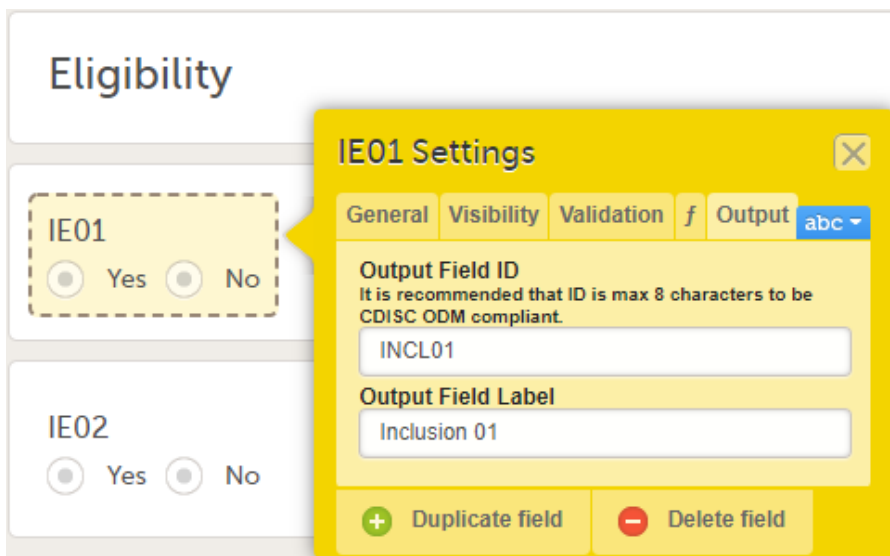 Eligibility
IE01 Settings
General Visibility Validation ƒ Output abc
IE01
Yes No
Output Field ID
It is recommended that ID is max 8 characters to be
CDISC ODM compliant.
INCL01
Output Field Label
Inclusion 01
IE02
Yes No
Duplicate field Delete field